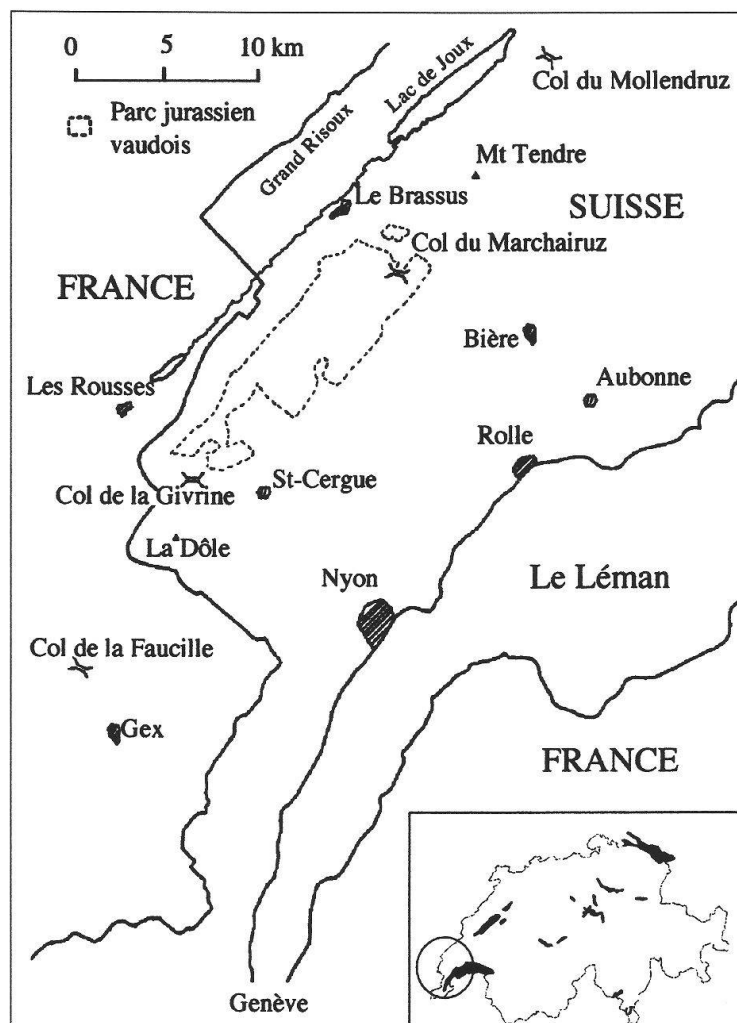 0 5 10 km
Parc jurassien
vaudois
Grand Risoux
Lac de Joux
Col du Mollendruz
Mt Tendre
Le Brassus
SUISSE
Col du Marchairuz
FRANCE
Bière
Les Rousses
Aubonne
Rolle
Col de la Givrine
St-Cergue
La Dôle
Nyon
Le Léman
Col de la Faucille
Gex
FRANCE
Genève